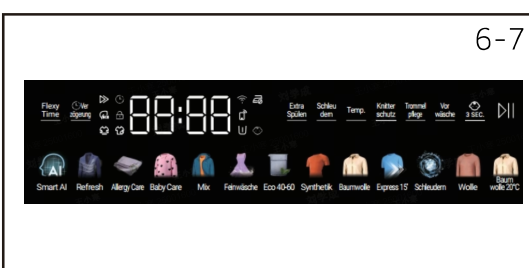 6-7
Flexy Time
Ver zögerung
88:88
Extra Spülen
Schleu dern
Temp.
Knitter schutz
Trommel pflege
Vor wäsche
3 SEC.
AI
Smart AI
Refresh
Allergy Care
Baby Care
Mix
Feinwäsche
Eco 40-60
Synthetik
Baumwolle
Express 15'
Schleudern
Wolle
Baum wolle 20°C